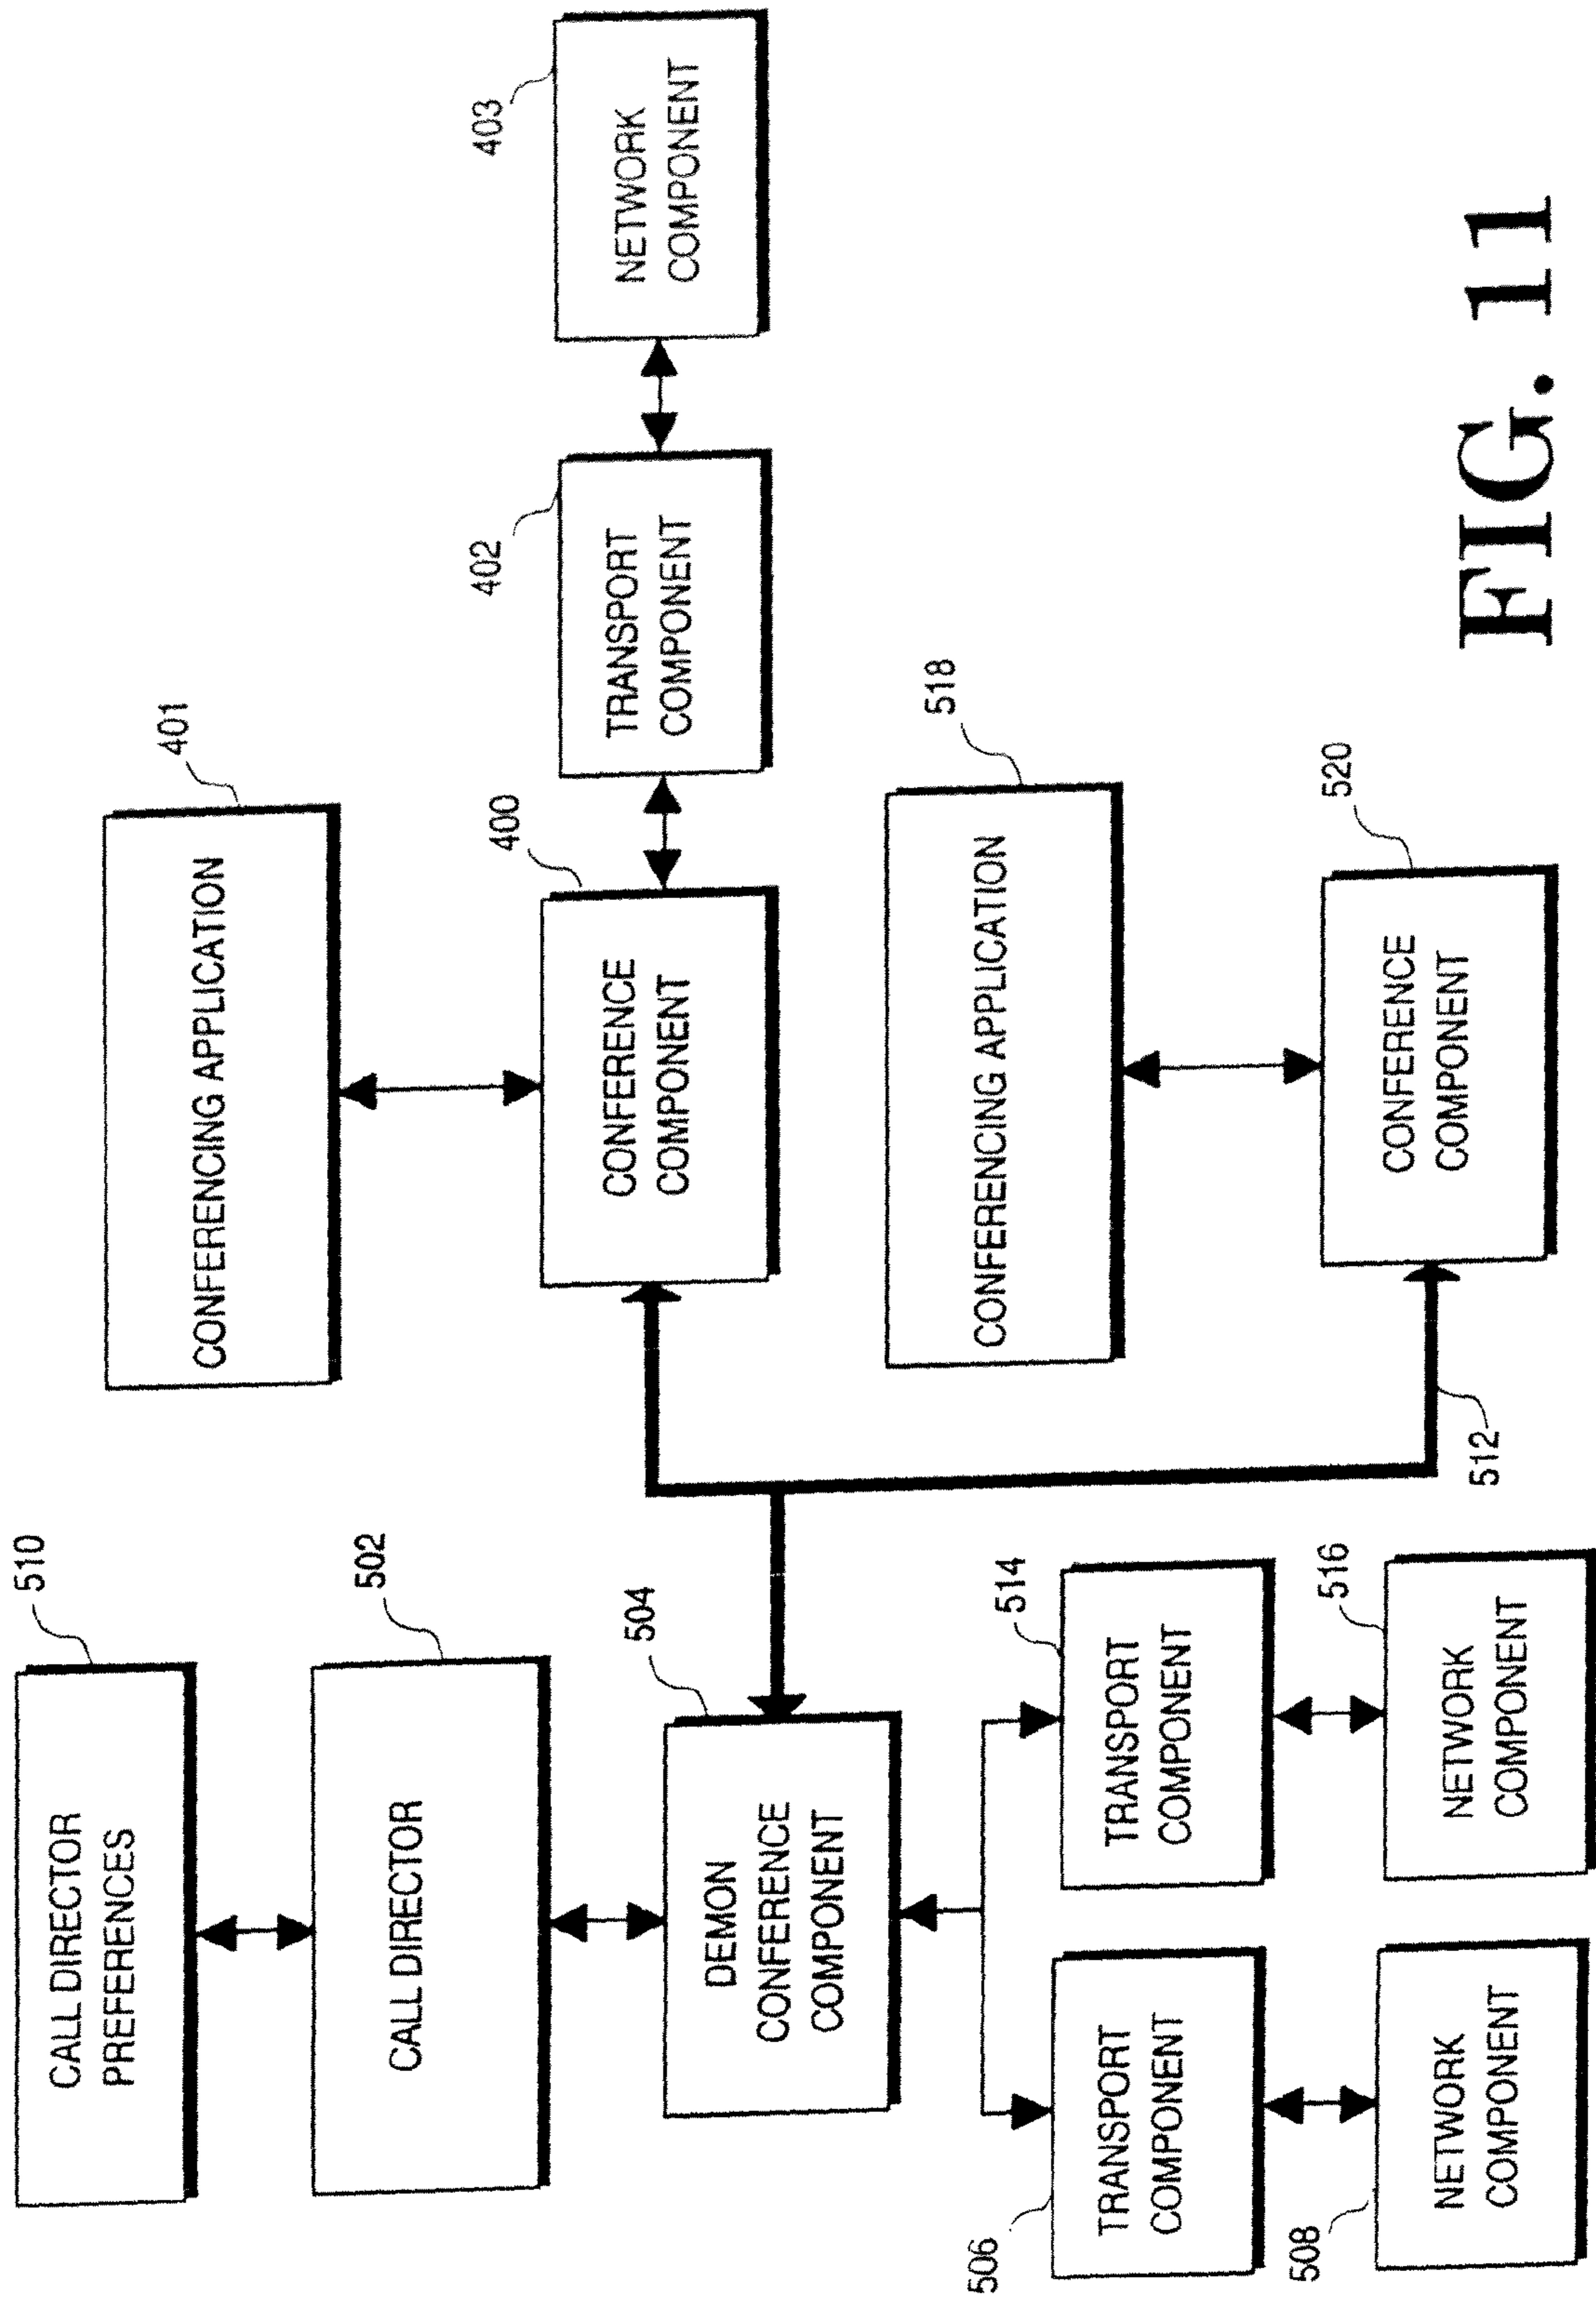 510
CALL DIRECTOR
PREFERENCES
502
CALL DIRECTOR
504
DEMON
CONFERENCE
COMPONENT
506
TRANSPORT
COMPONENT
514
TRANSPORT
COMPONENT
508
NETWORK
COMPONENT
516
NETWORK
COMPONENT
512
401
CONFERENCING APPLICATION
400
CONFERENCE
COMPONENT
402
TRANSPORT
COMPONENT
403
NETWORK
COMPONENT
518
CONFERENCING APPLICATION
520
CONFERENCE
COMPONENT
FIG. 11